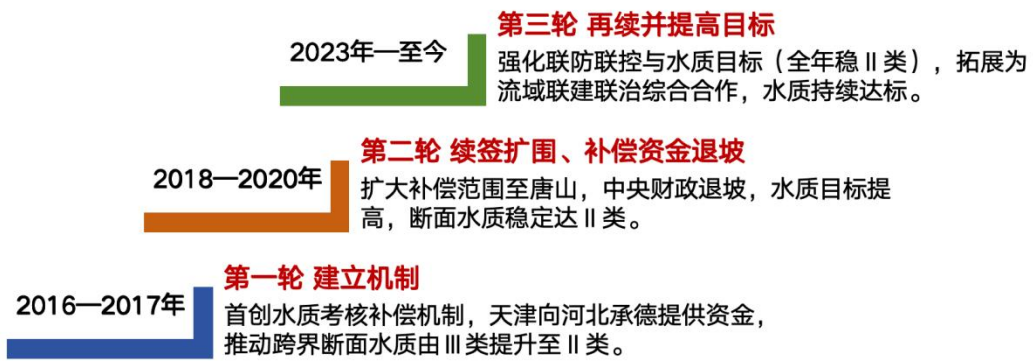 第三轮 再续并提高目标
2023年—至今
强化联防联控与水质目标（全年稳Ⅱ类），拓展为
流域联建联治综合合作，水质持续达标。
第二轮 续签扩围、补偿资金退坡
2018—2020年
扩大补偿范围至唐山，中央财政退坡，水质目标提
高，断面水质稳定达Ⅱ类。
第一轮 建立机制
2016—2017年
首创水质考核补偿机制，天津向河北承德提供资金，
推动跨界断面水质由Ⅲ类提升至Ⅱ类。